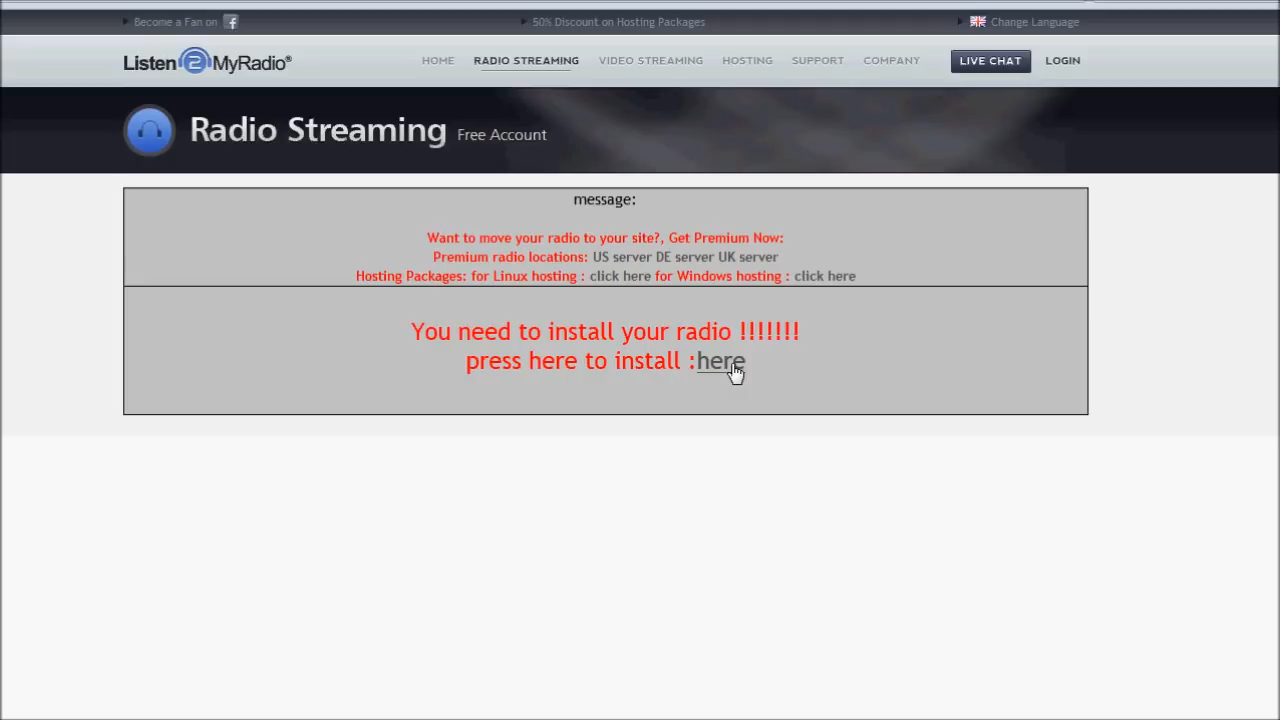 Become a Fan on f
50% Discount on Hosting Packages
Change Language
Listen 2 MyRadio®
HOME RADIO STREAMING VIDEO STREAMING HOSTING SUPPORT COMPANY LIVE CHAT LOGIN
Radio Streaming Free Account
message:
Want to move your radio to your site?, Get Premium Now:
Premium radio locations: US server DE server UK server
Hosting Packages: for Linux hosting : click here for Windows hosting : click here
You need to install your radio !!!!!!!
press here to install :here